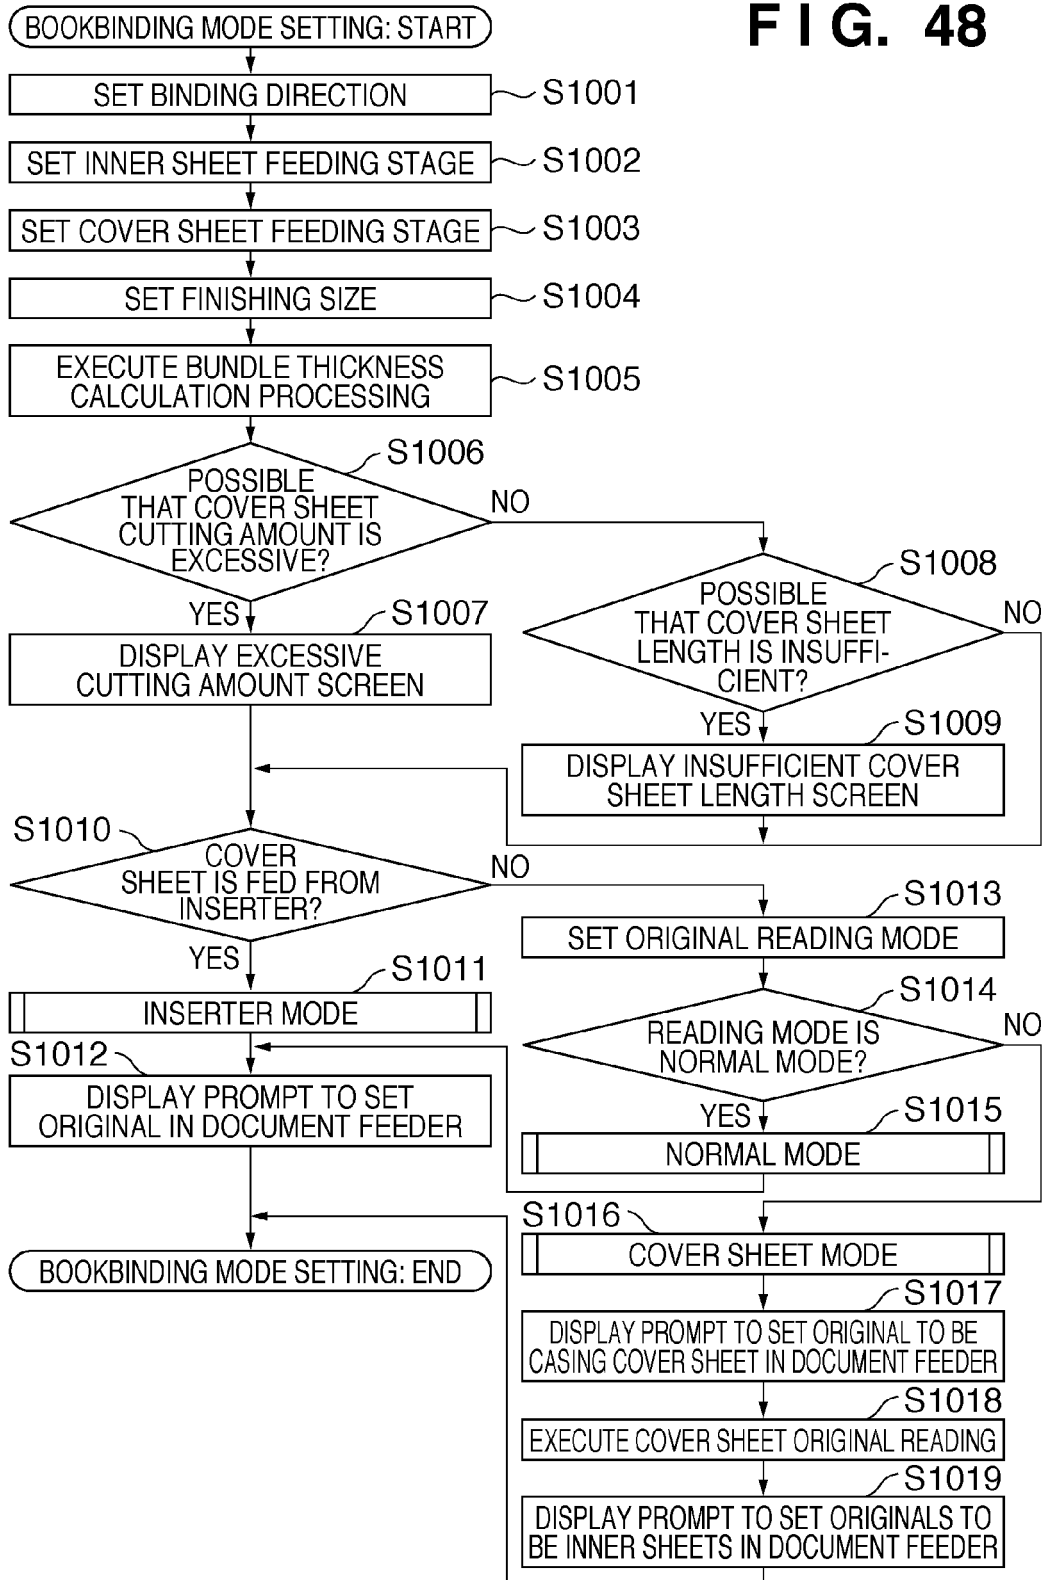 FIG. 48
BOOKBINDING MODE SETTING: START
SET BINDING DIRECTION
S1001
SET INNER SHEET FEEDING STAGE
S1002
SET COVER SHEET FEEDING STAGE
S1003
SET FINISHING SIZE
S1004
EXECUTE BUNDLE THICKNESS
CALCULATION PROCESSING
S1005
S1006
POSSIBLE
THAT COVER SHEET
CUTTING AMOUNT IS
EXCESSIVE?
NO
YES
S1007
DISPLAY EXCESSIVE
CUTTING AMOUNT SCREEN
S1008
POSSIBLE
THAT COVER SHEET
LENGTH IS INSUFFI-
CIENT?
NO
YES
S1009
DISPLAY INSUFFICIENT COVER
SHEET LENGTH SCREEN
S1010
COVER
SHEET IS FED FROM
INSERTER?
NO
YES
S1011
INSERTER MODE
S1012
DISPLAY PROMPT TO SET
ORIGINAL IN DOCUMENT FEEDER
BOOKBINDING MODE SETTING: END
S1013
SET ORIGINAL READING MODE
S1014
READING MODE IS
NORMAL MODE?
NO
YES
S1015
NORMAL MODE
S1016
COVER SHEET MODE
S1017
DISPLAY PROMPT TO SET ORIGINAL TO BE
CASING COVER SHEET IN DOCUMENT FEEDER
S1018
EXECUTE COVER SHEET ORIGINAL READING
S1019
DISPLAY PROMPT TO SET ORIGINALS TO
BE INNER SHEETS IN DOCUMENT FEEDER